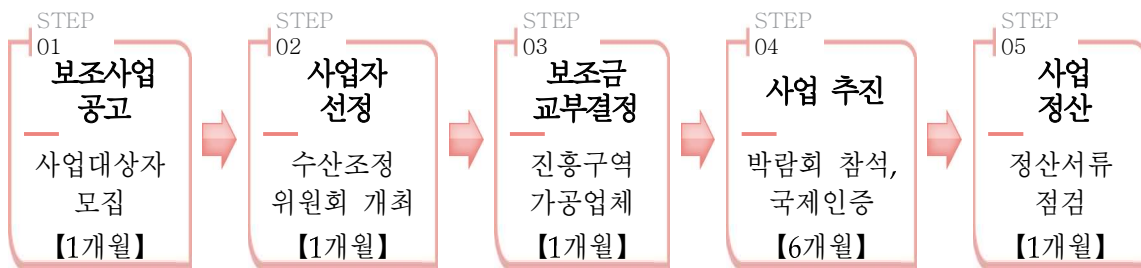 STEP
01
보조사업
공고
사업대상자
모집
【1개월】
STEP
02
사업자
선정
수산조정
위원회 개최
【1개월】
STEP
03
보조금
교부결정
진흥구역
가공업체
【1개월】
STEP
04
사업 추진
박람회 참석,
국제인증
【6개월】
STEP
05
사업
정산
정산서류
점검
【1개월】